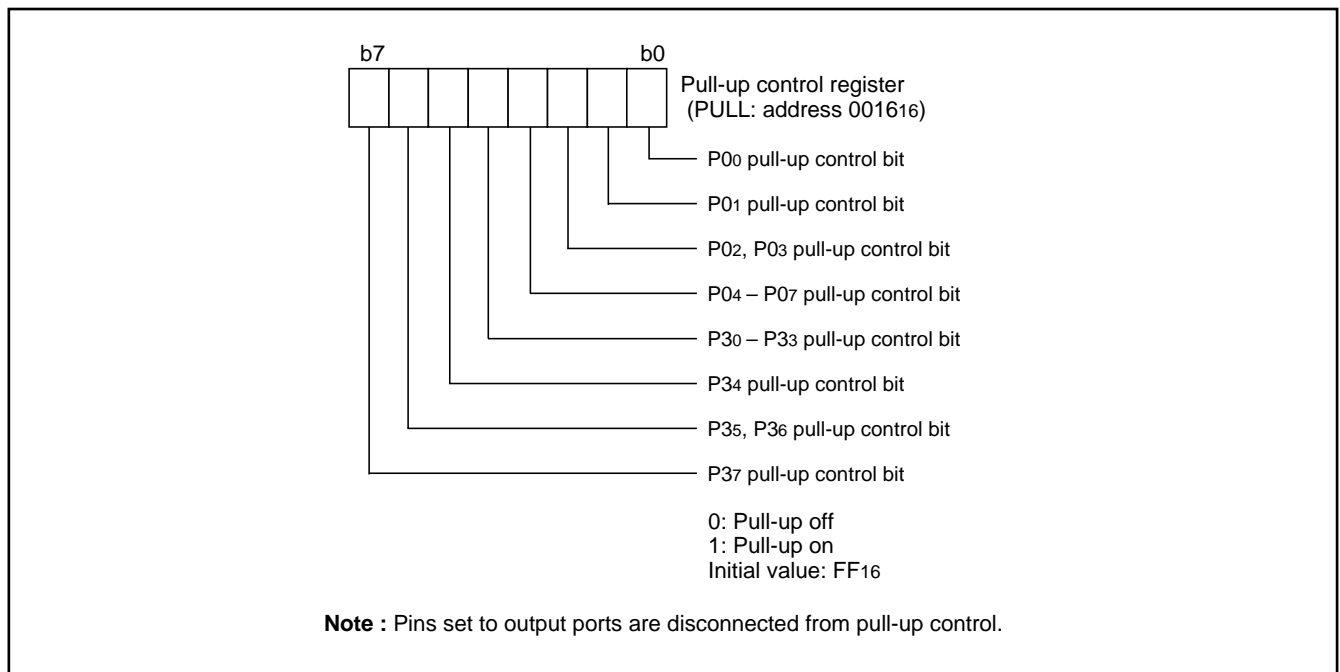 b7 b0
Pull-up control register
(PULL: address 001616)
P00 pull-up control bit
P01 pull-up control bit
P02, P03 pull-up control bit
P04 – P07 pull-up control bit
P30 – P33 pull-up control bit
P34 pull-up control bit
P35, P36 pull-up control bit
P37 pull-up control bit
0: Pull-up off
1: Pull-up on
Initial value: FF16
Note : Pins set to output ports are disconnected from pull-up control.